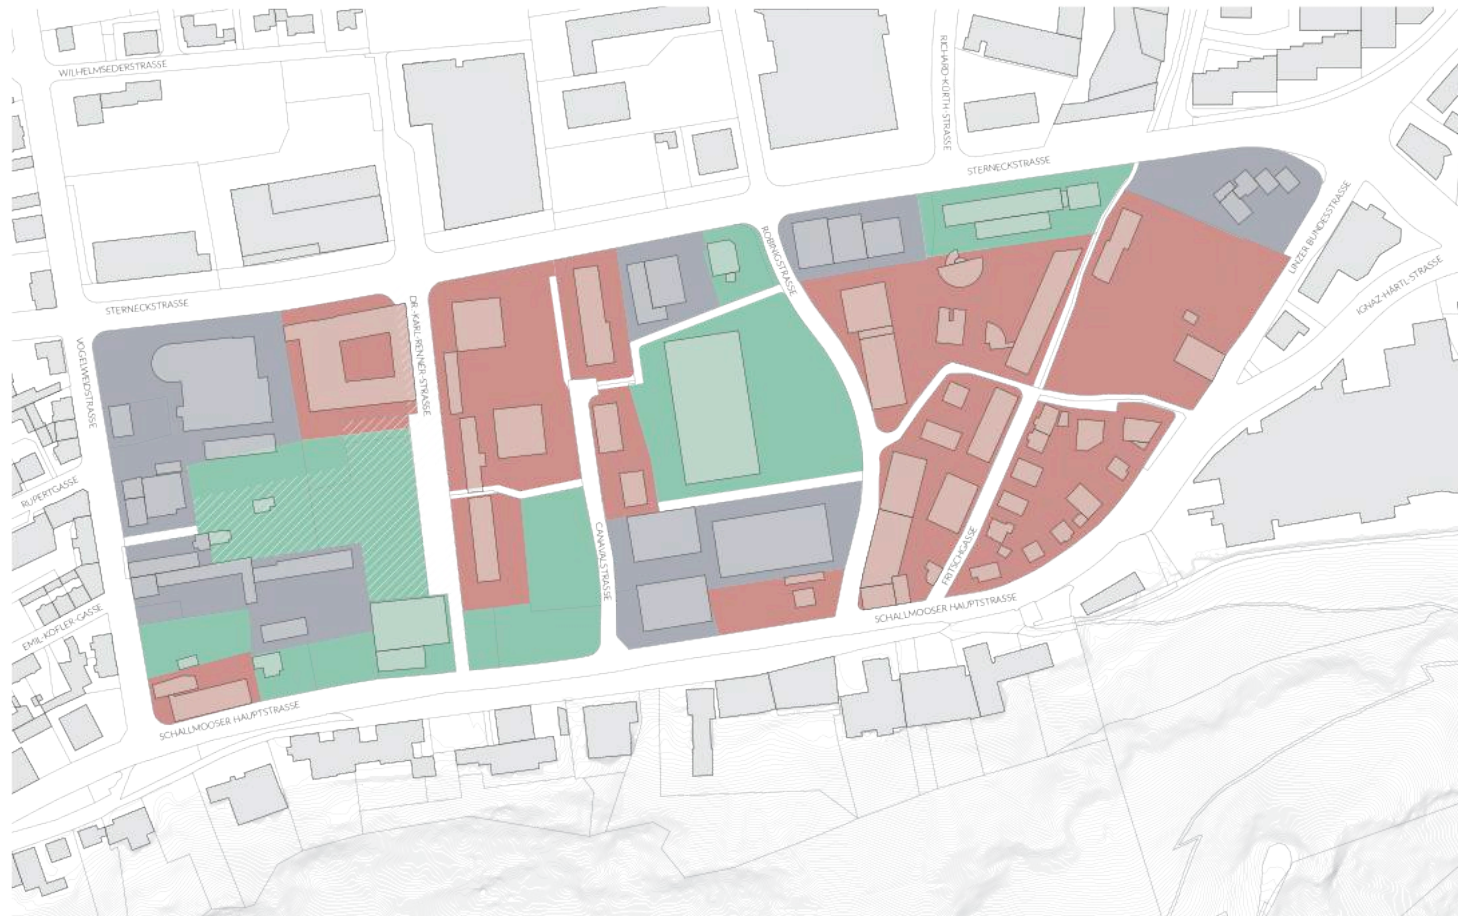 WILHELMSEDERSTRASSE
RICHARD-KÜRTH-STRASSE
STERNECKSTRASSE
ROBINIGSTRASSE
LINZER BUNDESSTRASSE
IGNAZ-HÄRTL-STRASSE
STERNECKSTRASSE
DR.-KARL-RENNER-STRASSE
VOGELWEIDSTRASSE
RUPERTGASSE
CANAVALSTRASSE
FRITSCHGASSE
EMIL-KOFLER-GASSE
SCHALLMOOSER HAUPTSTRASSE
SCHALLMOOSER HAUPTSTRASSE